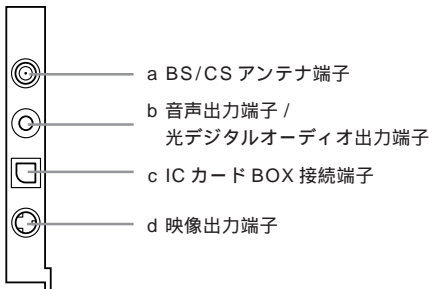 a BS/CS アンテナ端子
b 音声出力端子 /
光デジタルオーディオ出力端子
c IC カード BOX 接続端子
d 映像出力端子